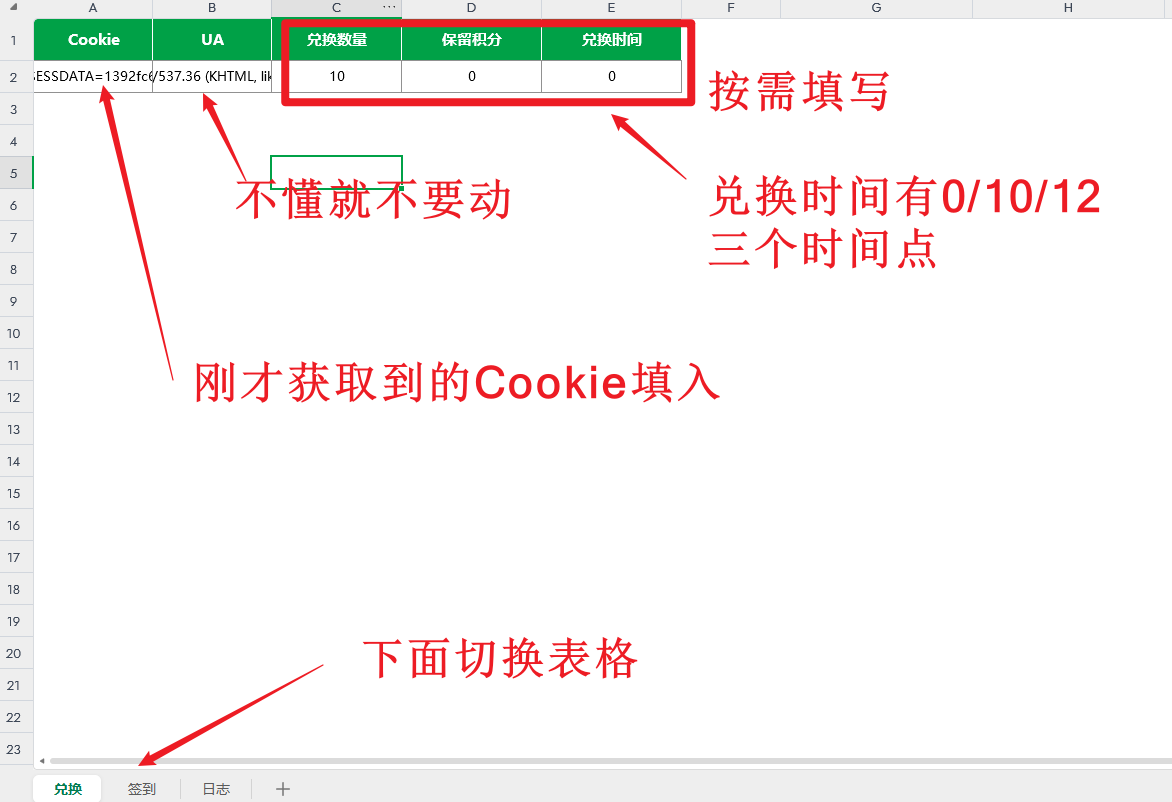 A B C ··· D E F G H
1 Cookie UA 兑换数量 保留积分 兑换时间
2 SESSDATA=1392fc6 /537.36 (KHTML, lik 10 0 0
按需填写
3
4
5
不懂就不要动
兑换时间有0/10/12
三个时间点
6
7
8
9
10
11
刚才获取到的Cookie填入
12
13
14
15
16
17
18
19
20
下面切换表格
21
22
23
兑换 签到 日志 +